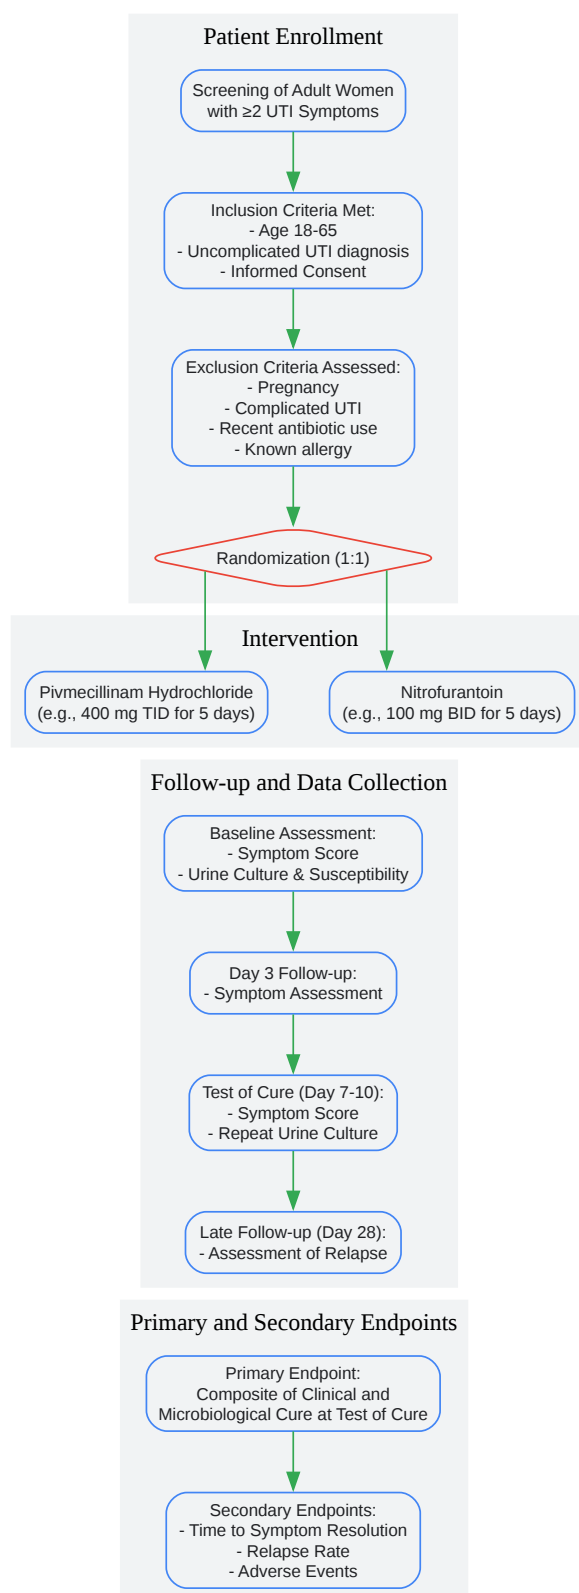 Patient Enrollment
Screening of Adult Women
with ≥2 UTI Symptoms
Inclusion Criteria Met:
- Age 18-65
- Uncomplicated UTI diagnosis
- Informed Consent
Exclusion Criteria Assessed:
- Pregnancy
- Complicated UTI
- Recent antibiotic use
- Known allergy
Randomization (1:1)
Intervention
Pivmecillinam Hydrochloride
(e.g., 400 mg TID for 5 days)
Nitrofurantoin
(e.g., 100 mg BID for 5 days)
Follow-up and Data Collection
Baseline Assessment:
- Symptom Score
- Urine Culture & Susceptibility
Day 3 Follow-up:
- Symptom Assessment
Test of Cure (Day 7-10):
- Symptom Score
- Repeat Urine Culture
Late Follow-up (Day 28):
- Assessment of Relapse
Primary and Secondary Endpoints
Primary Endpoint:
Composite of Clinical and
Microbiological Cure at Test of Cure
Secondary Endpoints:
- Time to Symptom Resolution
- Relapse Rate
- Adverse Events